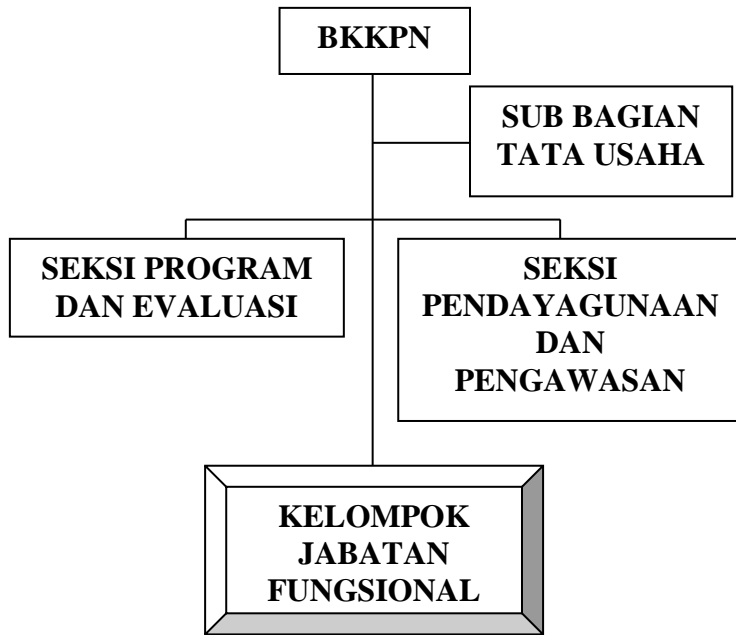 BKKPN
SUB BAGIAN
TATA USAHA
SEKSI PROGRAM
DAN EVALUASI
SEKSI
PENDAYAGUNAAN
DAN
PENGAWASAN
KELOMPOK
JABATAN
FUNGSIONAL